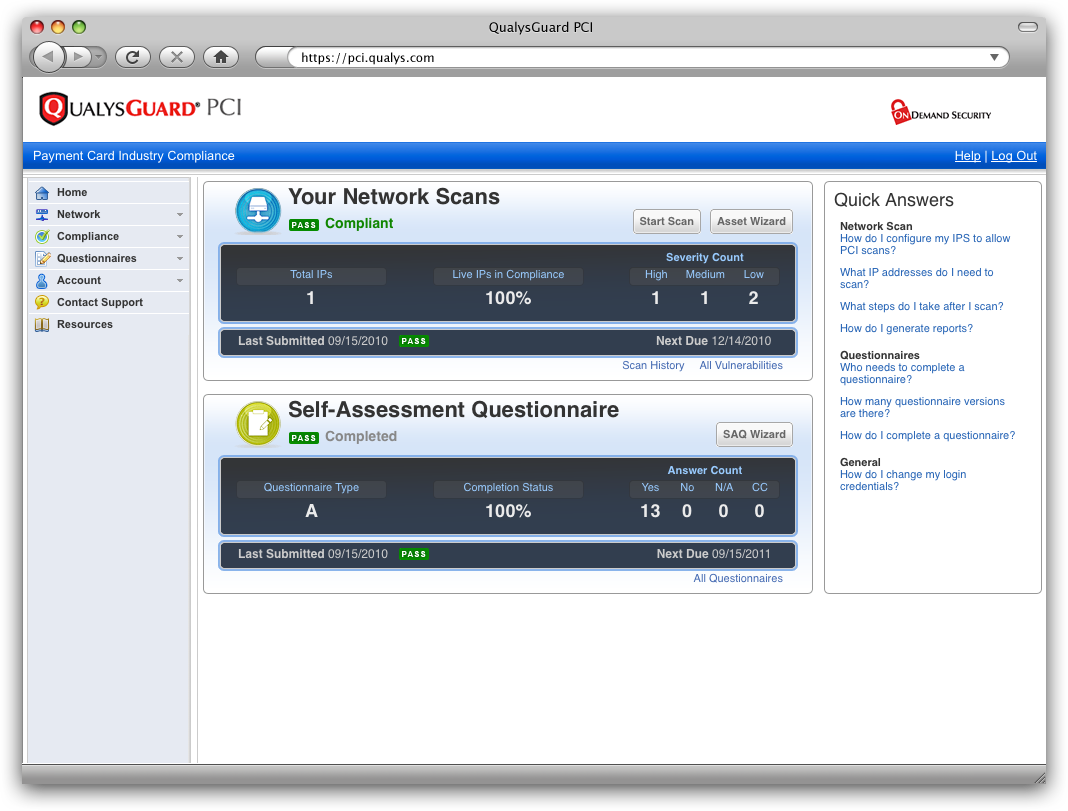 QualysGuard PCI
https://pci.qualys.com
QUALYSGUARD® PCI
ON DEMAND SECURITY
Payment Card Industry Compliance
Help | Log Out
Home
Network
Compliance
Questionnaires
Account
Contact Support
Resources
Your Network Scans
PASS Compliant
Start Scan
Asset Wizard
Severity Count
Total IPs
Live IPs in Compliance
High Medium Low
1
100%
1 1 2
Last Submitted 09/15/2010 PASS
Next Due 12/14/2010
Scan History
All Vulnerabilities
Self-Assessment Questionnaire
PASS Completed
SAQ Wizard
Answer Count
Questionnaire Type
Completion Status
Yes No N/A CC
A
100%
13 0 0 0
Last Submitted 09/15/2010 PASS
Next Due 09/15/2011
All Questionnaires
Quick Answers
Network Scan
How do I configure my IPS to allow
PCI scans?
What IP addresses do I need to
scan?
What steps do I take after I scan?
How do I generate reports?
Questionnaires
Who needs to complete a
questionnaire?
How many questionnaire versions
are there?
How do I complete a questionnaire?
General
How do I change my login
credentials?